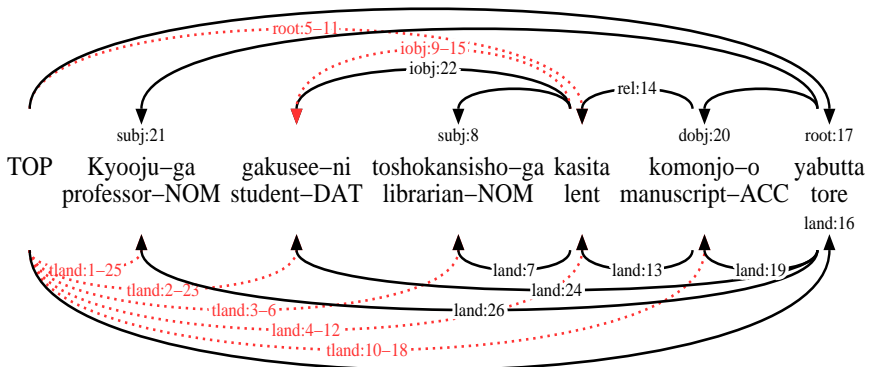 root:5–11
iobj:9–15
iobj:22
rel:14
subj:21 subj:8 dobj:20 root:17
TOP Kyooju–ga gakusee–ni toshokansisho–ga kasita komonjo–o yabutta
professor–NOM student–DAT librarian–NOM lent manuscript–ACC tore
land:16
tland:1–25 land:7 land:13 land:19
tland:2–23 land:24
tland:3–6 land:26
land:4–12
tland:10–18